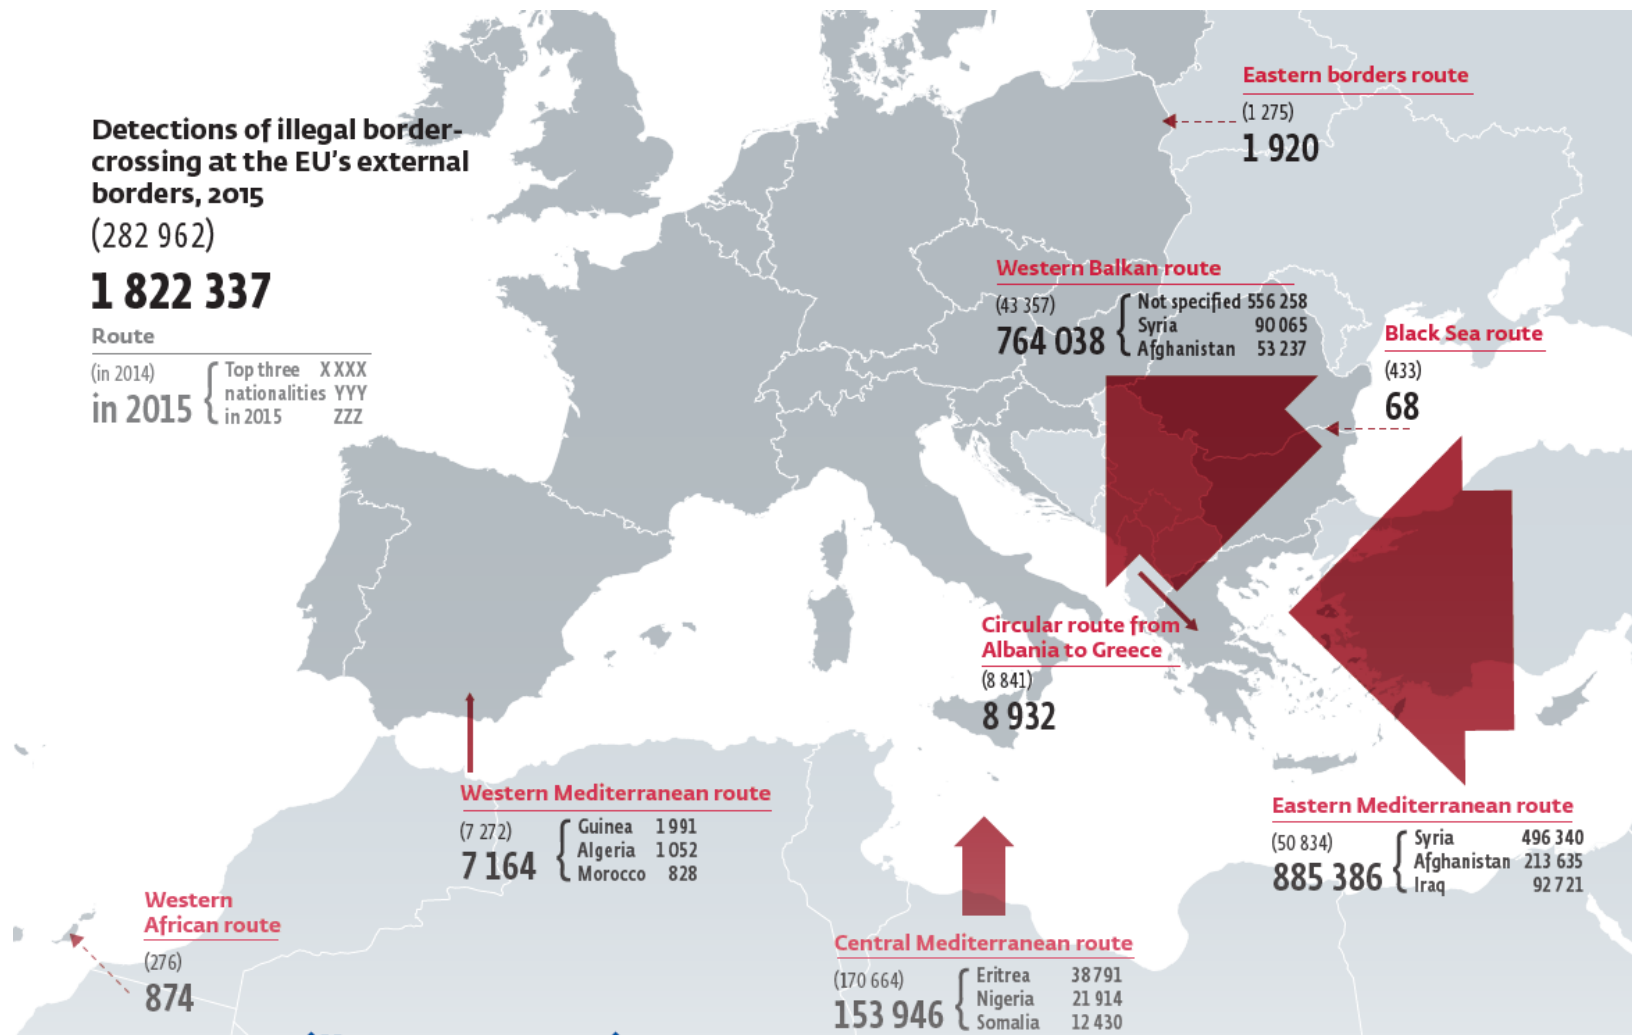 Detections of illegal border-
crossing at the EU's external
borders, 2015
(282 962)
1 822 337
Route
(in 2014)
in 2015
Top three X XXX
nationalities YYY
in 2015 ZZZ
Eastern borders route
(1 275)
1 920
Western Balkan route
(43 357)
764 038
Not specified 556 258
Syria 90 065
Afghanistan 53 237
Black Sea route
(433)
68
Circular route from
Albania to Greece
(8 841)
8 932
Western Mediterranean route
(7 272)
7 164
Guinea 1 991
Algeria 1 052
Morocco 828
Eastern Mediterranean route
(50 834)
885 386
Syria 496 340
Afghanistan 213 635
Iraq 92 721
Western
African route
(276)
874
Central Mediterranean route
(170 664)
153 946
Eritrea 38 791
Nigeria 21 914
Somalia 12 430